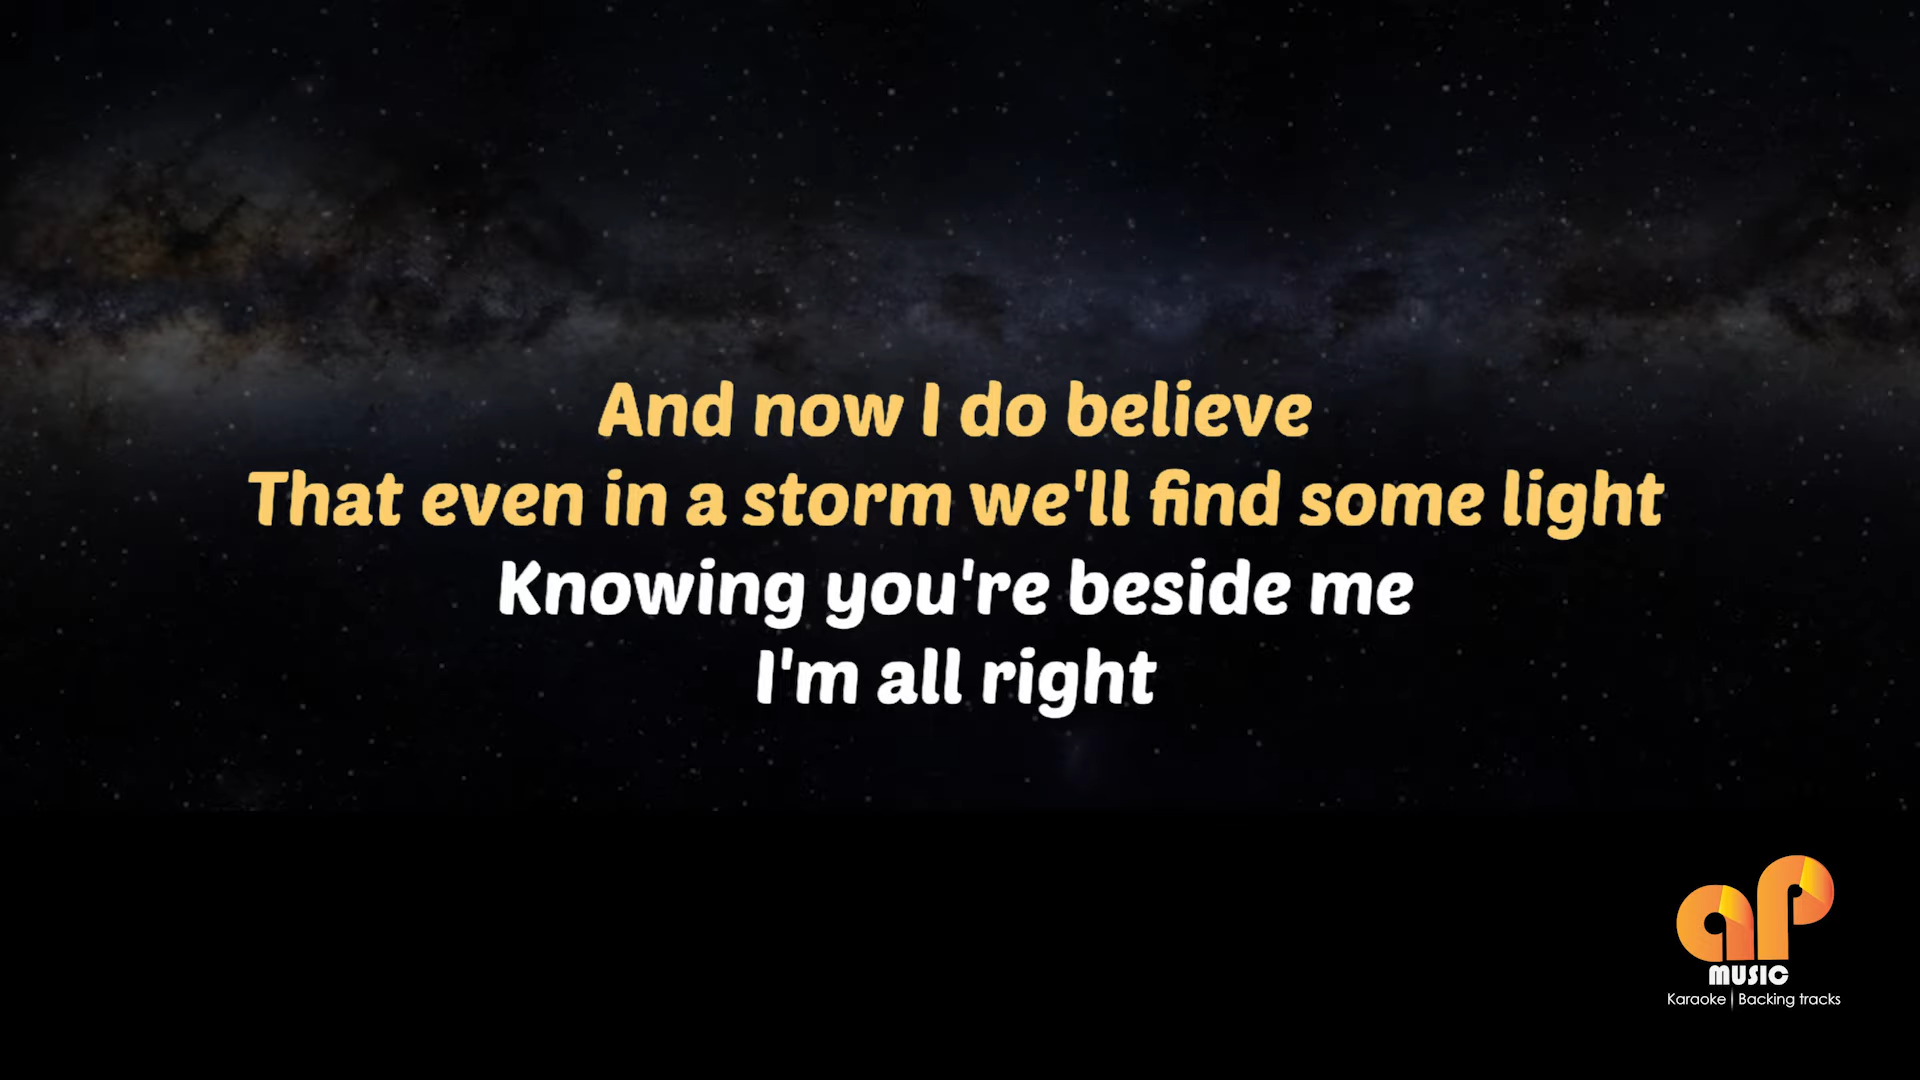 And now I do believe
That even in a storm we'll find some light
Knowing you're beside me
I'm all right
ap
MUSIC
Karaoke | Backing tracks